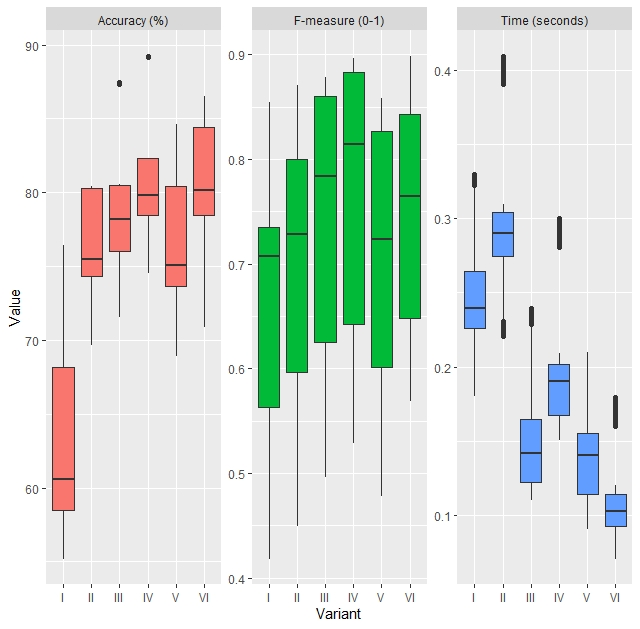 Accuracy (%) F-measure (0-1) Time (seconds)
90
80
70
60
0.9
0.8
0.7
0.6
0.5
0.4
0.4
0.3
0.2
0.1
Value
I II III IV V VI
I II III IV V VI
I II III IV V VI
Variant